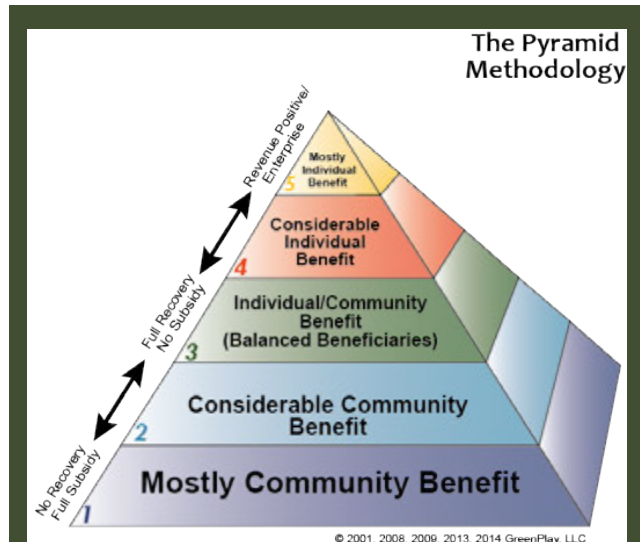 The Pyramid
Methodology
Revenue Positive/
Enterprise
Mostly
Individual
Benefit
5
Considerable
Individual
Benefit
4
Full Recovery
No Subsidy
Individual/Community
Benefit
(Balanced Beneficiaries)
3
Considerable Community
Benefit
2
No Recovery
Full Subsidy
Mostly Community Benefit
1
© 2001, 2008, 2009, 2013, 2014 GreenPlay, LLC